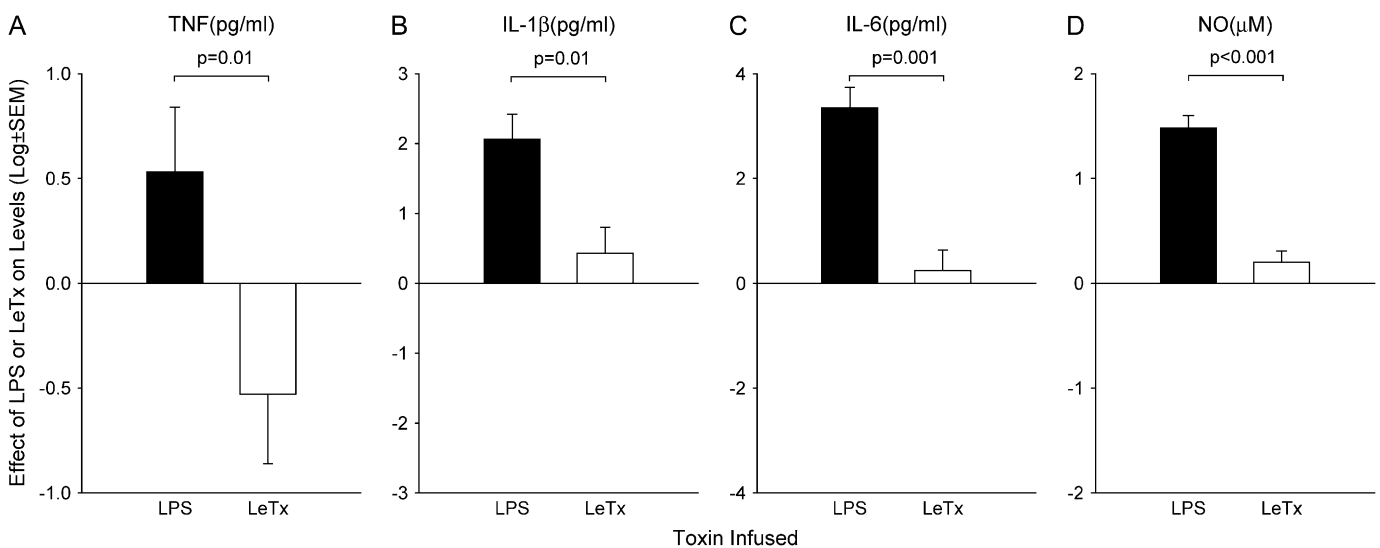 A TNF(pg/ml) B IL-1β(pg/ml) C IL-6(pg/ml) D NO(μM)
p=0.01 p=0.01 p=0.001 p<0.001
Effect of LPS or LeTx on Levels (Log±SEM)
1.0 3 4 2
2
0.5 2 1
1
0.0 0 0 0
-1
-0.5 -2 -1
-2
-1.0 -3 -4 -2
LPS LeTx LPS LeTx LPS LeTx LPS LeTx
Toxin Infused